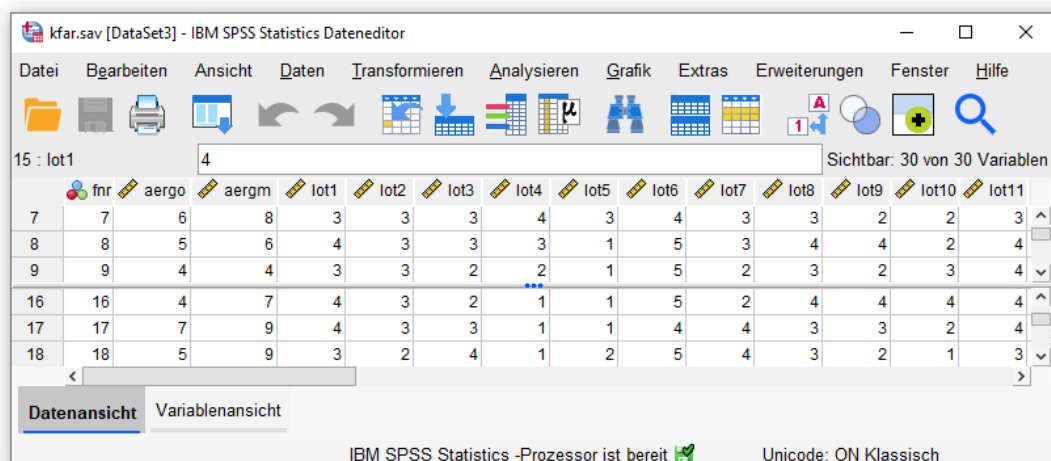 kfar.sav [DataSet3] - IBM SPSS Statistics Dateneditor
Datei Bearbeiten Ansicht Daten Transformieren Analysieren Grafik Extras Erweiterungen Fenster Hilfe
μ A 1
15 : lot1 4 Sichtbar: 30 von 30 Variablen
fnr aergo aergm lot1 lot2 lot3 lot4 lot5 lot6 lot7 lot8 lot9 lot10 lot11
7 7 6 8 3 3 3 4 3 4 3 3 2 2 3
8 8 5 6 4 3 3 3 1 5 3 4 4 2 4
9 9 4 4 3 3 2 2 1 5 2 3 2 3 4
16 16 4 7 4 3 2 1 1 5 2 4 4 4 4
17 17 7 9 4 3 3 1 1 4 4 3 3 2 4
18 18 5 9 3 2 4 1 2 5 4 3 2 1 3
Datenansicht Variablenansicht
IBM SPSS Statistics -Prozessor ist bereit Unicode: ON Klassisch